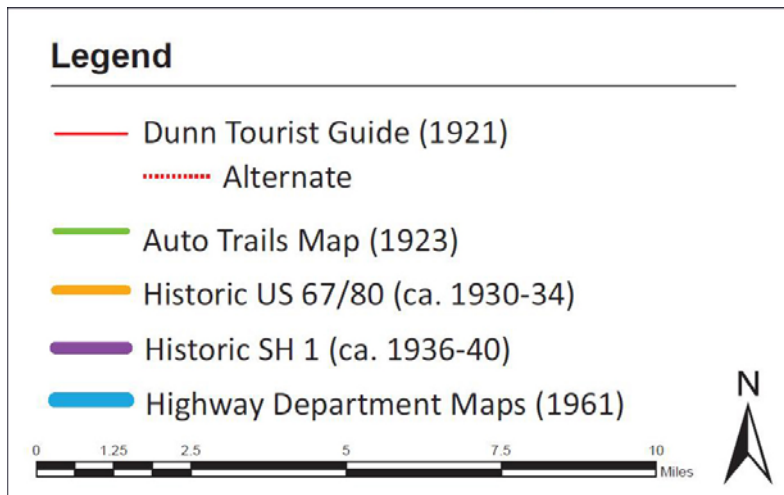 Legend
Dunn Tourist Guide (1921)
Alternate
Auto Trails Map (1923)
Historic US 67/80 (ca. 1930-34)
Historic SH 1 (ca. 1936-40)
Highway Department Maps (1961)
N
0 1.25 2.5 5 7.5 10
Miles